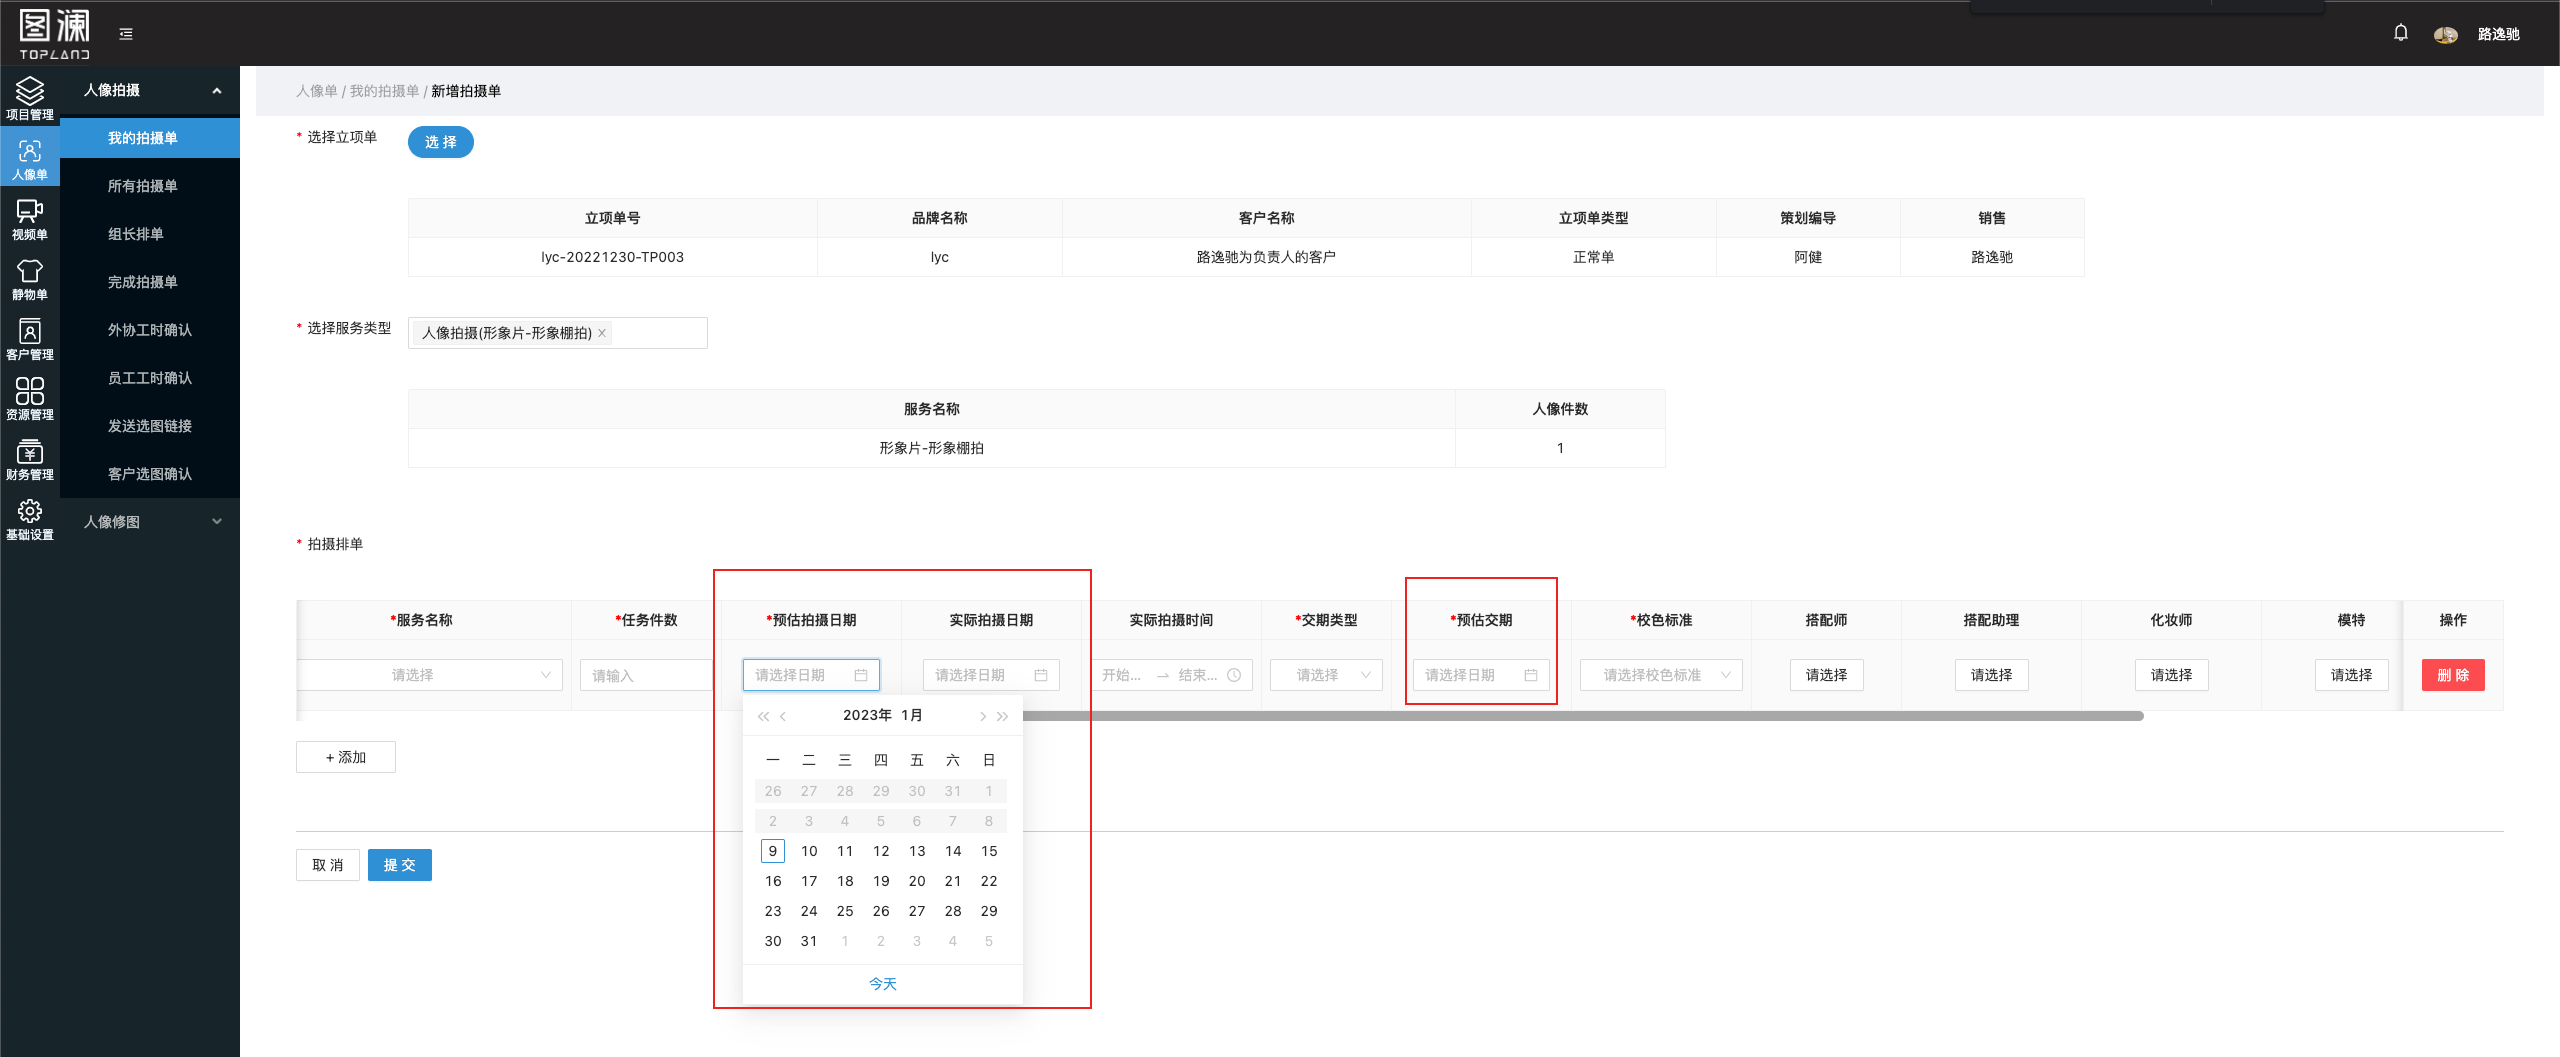 图澜
TOPLAND
路逸驰
项目管理
人像单
视频单
静物单
客户管理
资源管理
财务管理
基础设置
人像拍摄
我的拍摄单
所有拍摄单
组长排单
完成拍摄单
外协工时确认
员工工时确认
发送选图链接
客户选图确认
人像修图
人像单 / 我的拍摄单 / 新增拍摄单
* 选择立项单 选 择
立项单号 品牌名称 客户名称 立项单类型 策划编导 销售
lyc-20221230-TP003 lyc 路逸驰为负责人的客户 正常单 阿健 路逸驰
* 选择服务类型 人像拍摄(形象片-形象棚拍) ×
服务名称 人像件数
形象片-形象棚拍 1
* 拍摄排单
*服务名称 *任务件数 *预估拍摄日期 实际拍摄日期 实际拍摄时间 *交期类型 *预估交期 *校色标准 搭配师 搭配助理 化妆师 模特 操作
请选择 请输入 请选择日期 请选择日期 开始... → 结束... 请选择 请选择日期 请选择校色标准 请选择 请选择 请选择 请选择 删 除
2023年 1月
一 二 三 四 五 六 日
26 27 28 29 30 31 1
2 3 4 5 6 7 8
9 10 11 12 13 14 15
16 17 18 19 20 21 22
23 24 25 26 27 28 29
30 31 1 2 3 4 5
今天
+ 添加
取 消 提 交